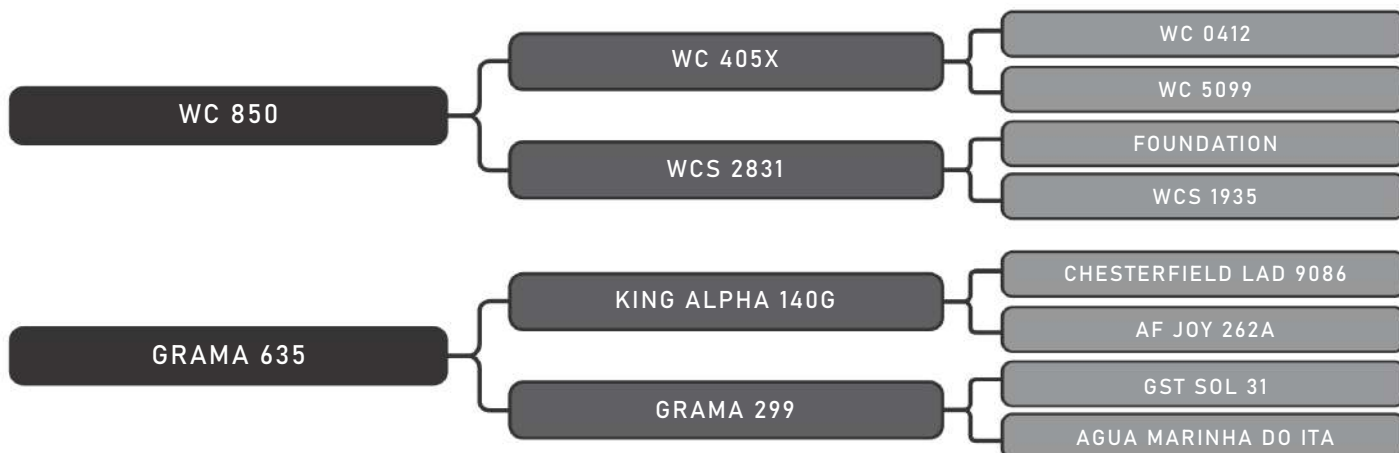 WC 850
WC 405X
WC 0412
WC 5099
WCS 2831
FOUNDATION
WCS 1935
GRAMA 635
KING ALPHA 140G
CHESTERFIELD LAD 9086
AF JOY 262A
GRAMA 299
GST SOL 31
AGUA MARINHA DO ITA